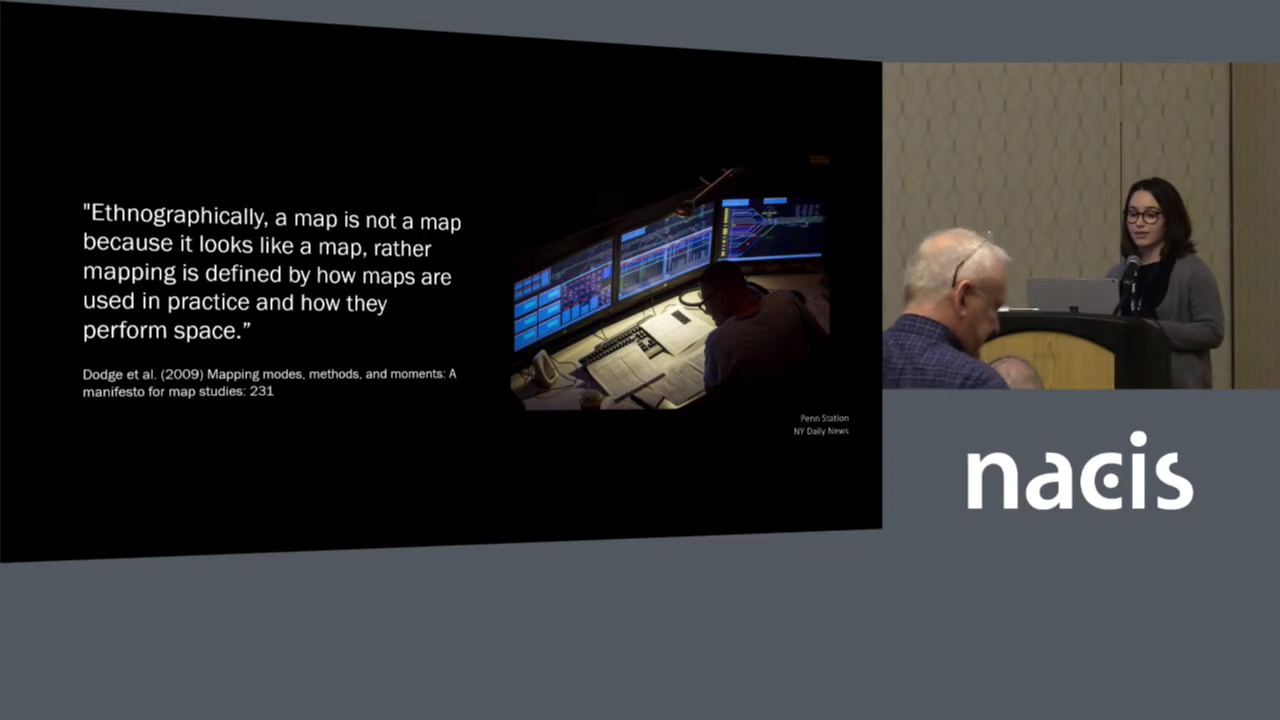 "Ethnographically, a map is not a map
because it looks like a map, rather
mapping is defined by how maps are
used in practice and how they
perform space.”
Dodge et al. (2009) Mapping modes, methods, and moments: A
manifesto for map studies: 231
Penn Station
NY Daily News
nacis